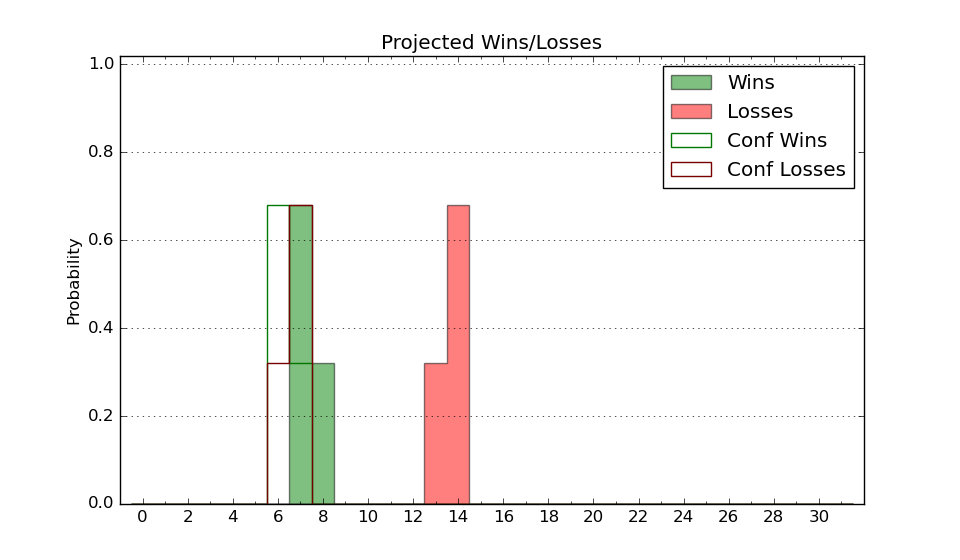 Projected Wins/Losses
1.0
0.8
0.6
0.4
0.2
0.0
Probability
Wins
Losses
Conf Wins
Conf Losses
0 2 4 6 8 10 12 14 16 18 20 22 24 26 28 30